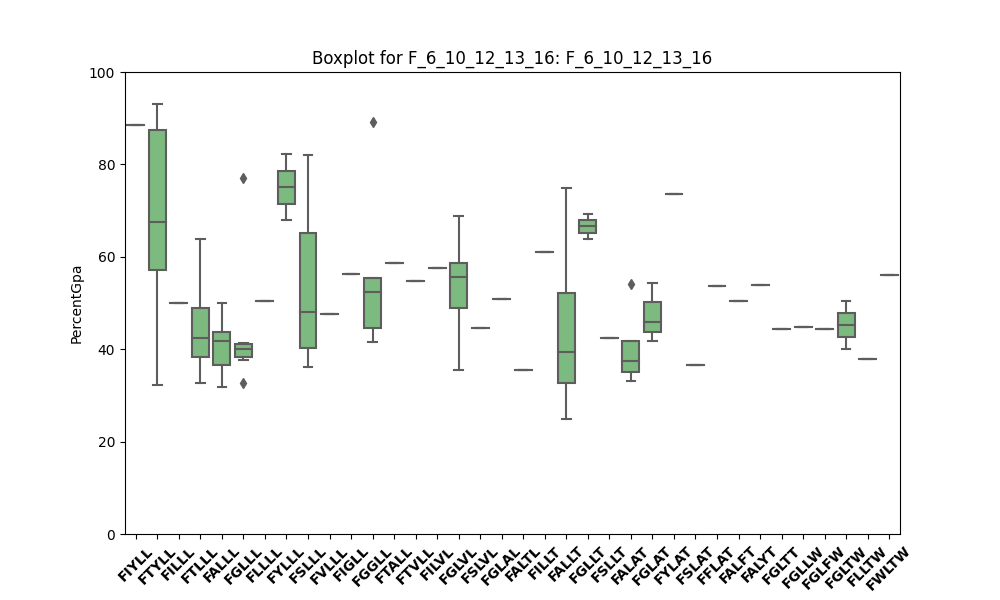 Boxplot for F_6_10_12_13_16: F_6_10_12_13_16
100
80
60
40
20
0
PercentGpa
FIYLL
FTYLL
FILLL
FTLLL
FALLL
FGLLL
FLLLL
FYLLL
FSLLL
FVLLL
FIGLL
FGGLL
FTALL
FTVLL
FILVL
FGLVL
FSLVL
FGLAL
FALTL
FILLT
FALLT
FGLLT
FSLLT
FALAT
FGLAT
FYLAT
FSLAT
FFLAT
FALFT
FALYT
FGLTT
FGLLW
FGLFW
FGLTW
FLLTW
FWLTW